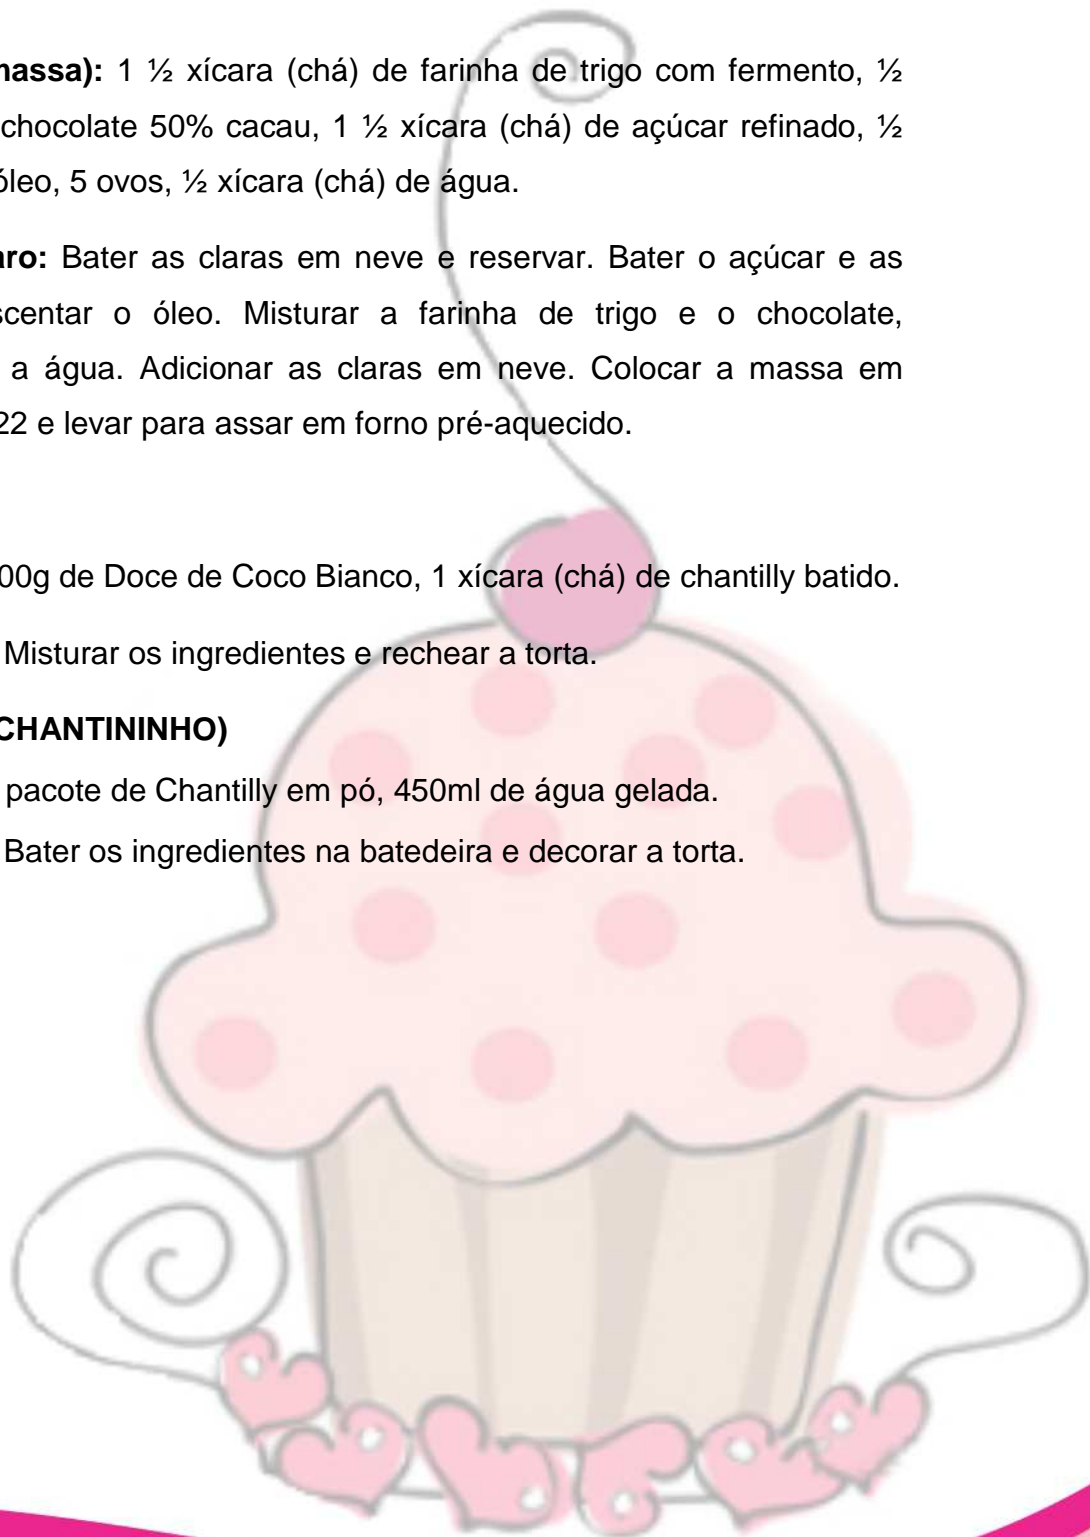 massa): 1 ½ xícara (chá) de farinha de trigo com fermento, ½
chocolate 50% cacau, 1 ½ xícara (chá) de açúcar refinado, ½
óleo, 5 ovos, ½ xícara (chá) de água.
aro: Bater as claras em neve e reservar. Bater o açúcar e as
scentar o óleo. Misturar a farinha de trigo e o chocolate,
a água. Adicionar as claras em neve. Colocar a massa em
22 e levar para assar em forno pré-aquecido.
00g de Doce de Coco Bianco, 1 xícara (chá) de chantilly batido.
Misturar os ingredientes e rechear a torta.
CHANTININHO)
pacote de Chantilly em pó, 450ml de água gelada.
Bater os ingredientes na batedeira e decorar a torta.